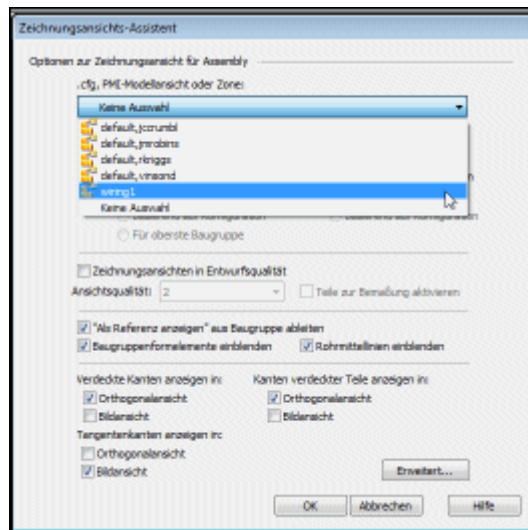 Zeichnungsansichts-Assistent
Optionen zur Zeichnungsansicht für Assembly
.cfg, PMI-Modellansicht oder Zone:
Keine Auswahl
default,jccrumbl
default,jmrobins
default,rkriggs
default,vinsond
wiring1
Keine Auswahl
Für oberste Baugruppe
Zeichnungsansichten in Entwurfsqualität
Ansichtsqualität: 2 Teile zur Bemaßung aktivieren
"Als Referenz anzeigen" aus Baugruppe ableiten
Baugruppenformelemente einblenden Rohrmittellinien einblenden
Verdeckte Kanten anzeigen in: Kanten verdeckter Teile anzeigen in:
Orthogonalansicht Orthogonalansicht
Bildansicht Bildansicht
Tangentenkanten anzeigen in:
Orthogonalansicht
Bildansicht
Erweitert...
OK Abbrechen Hilfe